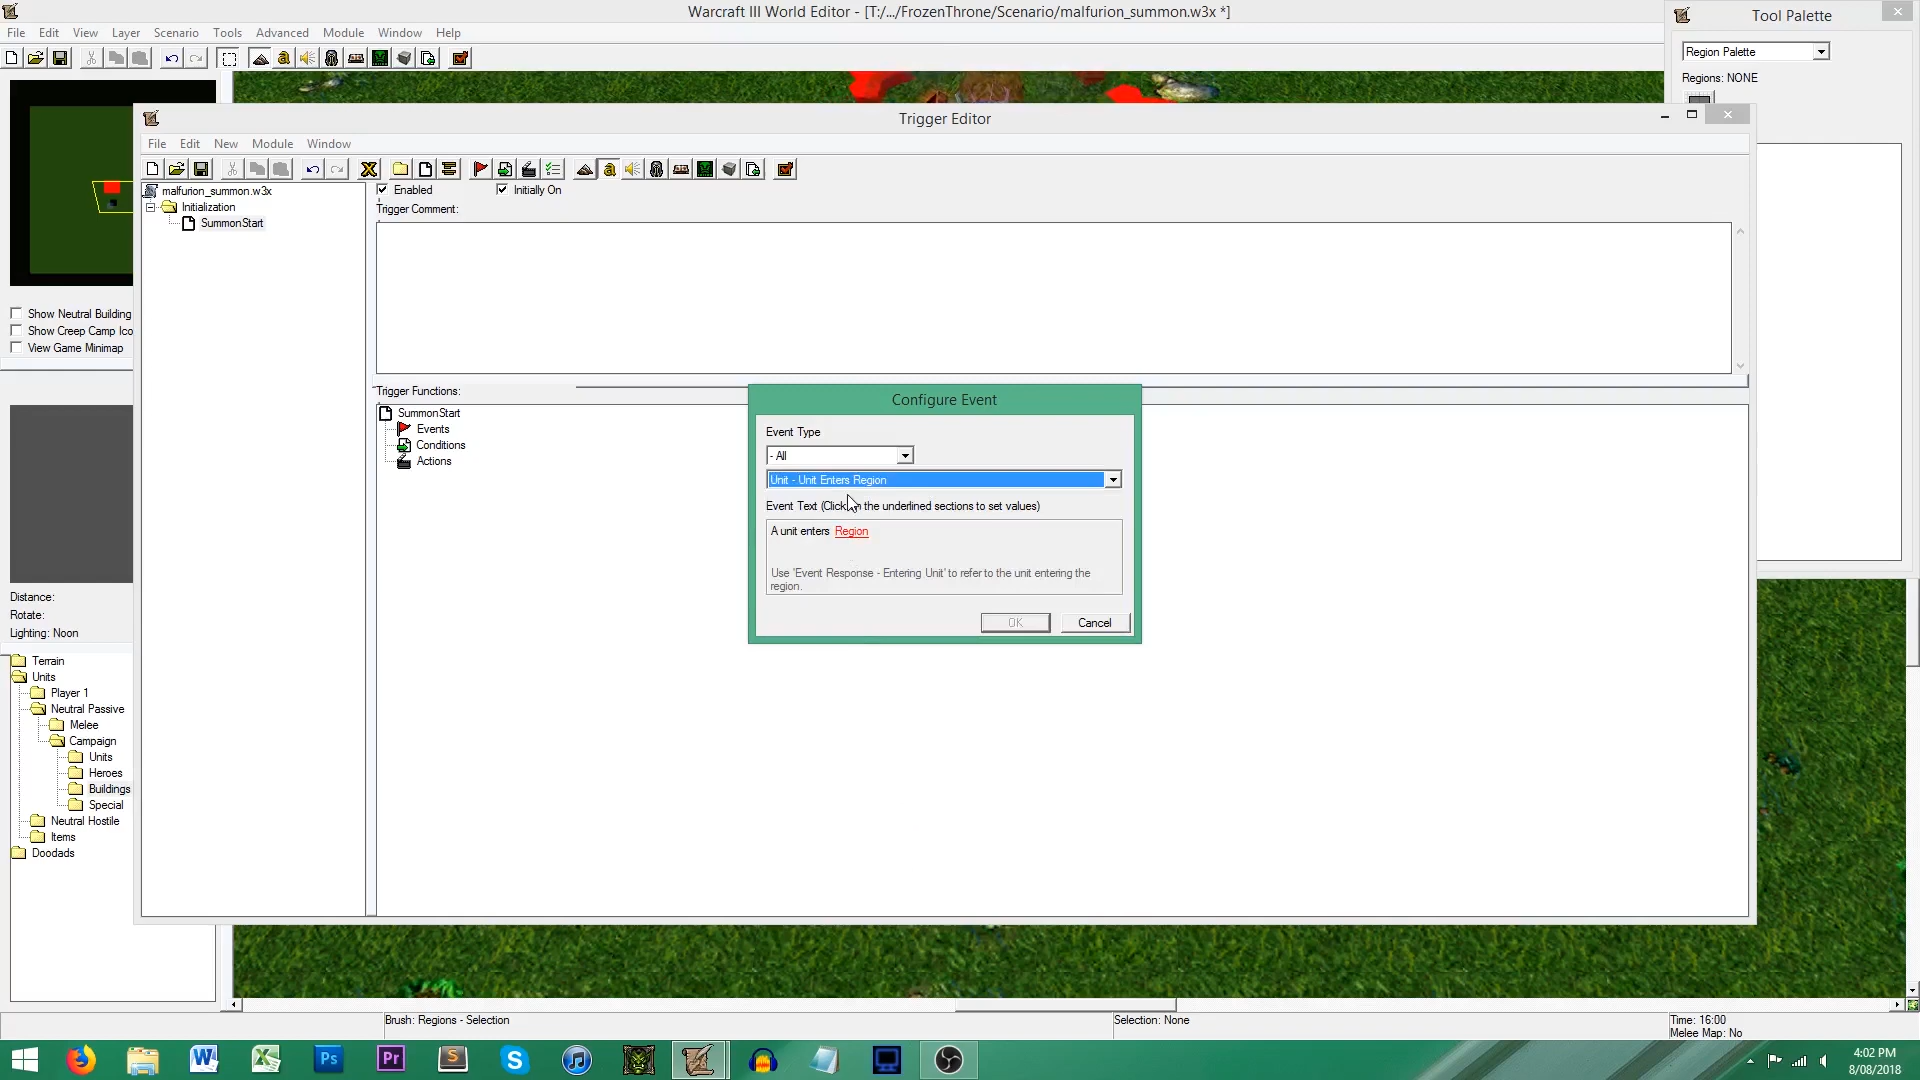 Warcraft III World Editor - [T:/.../FrozenThrone/Scenario/malfurion_summon.w3x *]
Tool Palette
File Edit View Layer Scenario Tools Advanced Module Window Help
Region Palette
Regions: NONE
Trigger Editor
File Edit New Module Window
malfurion_summon.w3x
Initialization
SummonStart
Enabled
Initially On
Trigger Comment:
Show Neutral Building
Show Creep Camp Ico
View Game Minimap
Trigger Functions:
SummonStart
Events
Conditions
Actions
Configure Event
Event Type
- All
Unit - Unit Enters Region
Event Text (Click n the underlined sections to set values)
A unit enters Region
Use 'Event Response - Entering Unit' to refer to the unit entering the
region.
OK
Cancel
Distance:
Rotate:
Lighting: Noon
Terrain
Units
Player 1
Neutral Passive
Melee
Campaign
Units
Heroes
Buildings
Special
Neutral Hostile
Items
Doodads
Brush: Regions - Selection
Selection: None
Time: 16:00
Melee Map: No
4:02 PM
8/08/2018